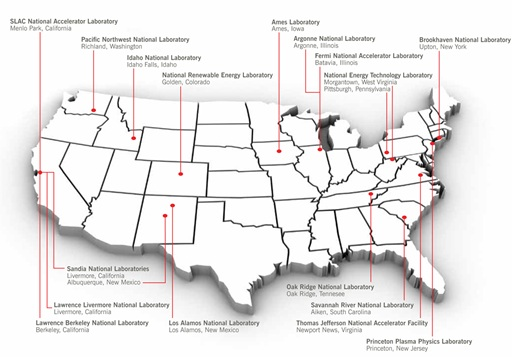 SLAC National Accelerator Laboratory
Menlo Park, California
Pacific Northwest National Laboratory
Richland, Washington
Idaho National Laboratory
Idaho Falls, Idaho
National Renewable Energy Laboratory
Golden, Colorado
Ames Laboratory
Ames, Iowa
Argonne National Laboratory
Argonne, Illinois
Fermi National Accelerator Laboratory
Batavia, Illinois
National Energy Technology Laboratory
Morgantown, West Virginia
Pittsburgh, Pennsylvania
Brookhaven National Laboratory
Upton, New York
Sandia National Laboratories
Livermore, California
Albuquerque, New Mexico
Lawrence Livermore National Laboratory
Livermore, California
Lawrence Berkeley National Laboratory
Berkeley, California
Los Alamos National Laboratory
Los Alamos, New Mexico
Oak Ridge National Laboratory
Oak Ridge, Tennesee
Savannah River National Laboratory
Aiken, South Carolina
Thomas Jefferson National Accelerator Facility
Newport News, Virginia
Princeton Plasma Physics Laboratory
Princeton, New Jersey